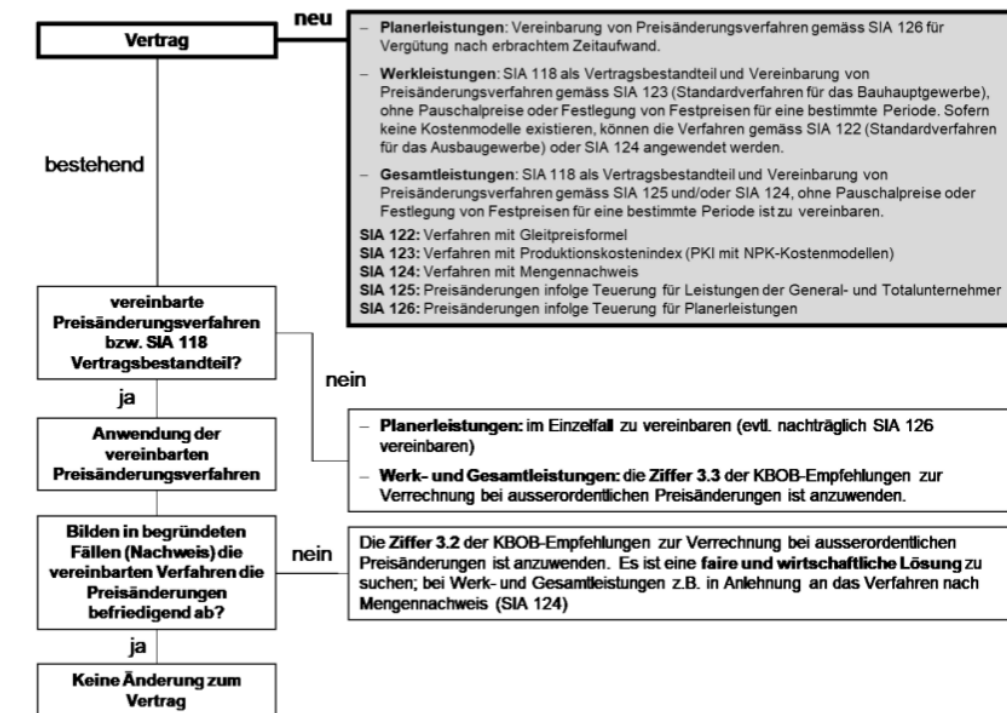 Vertrag
neu
– Planerleistungen: Vereinbarung von Preisänderungsverfahren gemäss SIA 126 für
Vergütung nach erbrachtem Zeitaufwand.
– Werkleistungen: SIA 118 als Vertragsbestandteil und Vereinbarung von
Preisänderungsverfahren gemäss SIA 123 (Standardverfahren für das Bauhauptgewerbe),
ohne Pauschalpreise oder Festlegung von Festpreisen für eine bestimmte Periode. Sofern
keine Kostenmodelle existieren, können die Verfahren gemäss SIA 122 (Standardverfahren
für das Ausbaugewerbe) oder SIA 124 angewendet werden.
– Gesamtleistungen: SIA 118 als Vertragsbestandteil und Vereinbarung von
Preisänderungsverfahren gemäss SIA 125 und/oder SIA 124, ohne Pauschalpreise oder
Festlegung von Festpreisen für eine bestimmte Periode ist zu vereinbaren.
SIA 122: Verfahren mit Gleitpreisformel
SIA 123: Verfahren mit Produktionskostenindex (PKI mit NPK-Kostenmodellen)
SIA 124: Verfahren mit Mengennachweis
SIA 125: Preisänderungen infolge Teuerung für Leistungen der General- und Totalunternehmer
SIA 126: Preisänderungen infolge Teuerung für Planerleistungen
bestehend
vereinbarte
Preisänderungsverfahren
bzw. SIA 118
Vertragsbestandteil?
nein
– Planerleistungen: im Einzelfall zu vereinbaren (evtl. nachträglich SIA 126
vereinbaren)
– Werk- und Gesamtleistungen: die Ziffer 3.3 der KBOB-Empfehlungen zur
Verrechnung bei ausserordentlichen Preisänderungen ist anzuwenden.
ja
Anwendung der
vereinbarten
Preisänderungsverfahren
Bilden in begründeten
Fällen (Nachweis) die
vereinbarten Verfahren die
Preisänderungen
befriedigend ab?
nein
Die Ziffer 3.2 der KBOB-Empfehlungen zur Verrechnung bei ausserordentlichen
Preisänderungen ist anzuwenden. Es ist eine faire und wirtschaftliche Lösung zu
suchen; bei Werk- und Gesamtleistungen z.B. in Anlehnung an das Verfahren nach
Mengennachweis (SIA 124)
ja
Keine Änderung zum
Vertrag